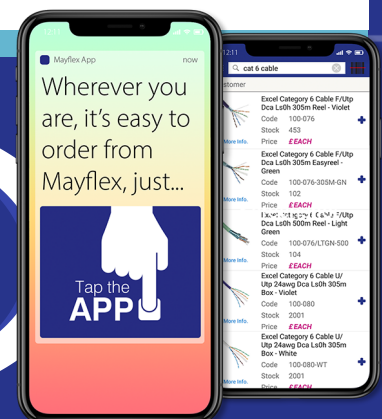 12:11
Mayflex App
now
Wherever you
are, it's easy to
order from
Mayflex, just...
Tap the
APP
12:11
cat 6 cable
stomer
Excel Category 6 Cable F/Utp
Dca Ls0h 305m Reel - Violet
Code 100-076
Stock 453
More Info.
Price £EACH
Excel Category 6 Cable F/Utp
Dca Ls0h 305m Easyreel -
Green
Code 100-076-305M-GN
Stock 102
More Info.
Price £EACH
F/Utp
Dca Ls0h 500m Reel - Light
Green
Code 100-076/LTGN-500
Stock 104
More Info.
Price £EACH
Excel Category 6 Cable U/
Utp 24awg Dca Ls0h 305m
Box - Violet
Code 100-080
Stock 2001
More Info.
Price £EACH
Excel Category 6 Cable U/
Utp 24awg Dca Ls0h 305m
Box - White
Code 100-080-WT
Stock 2001
More Info.
Price £EACH